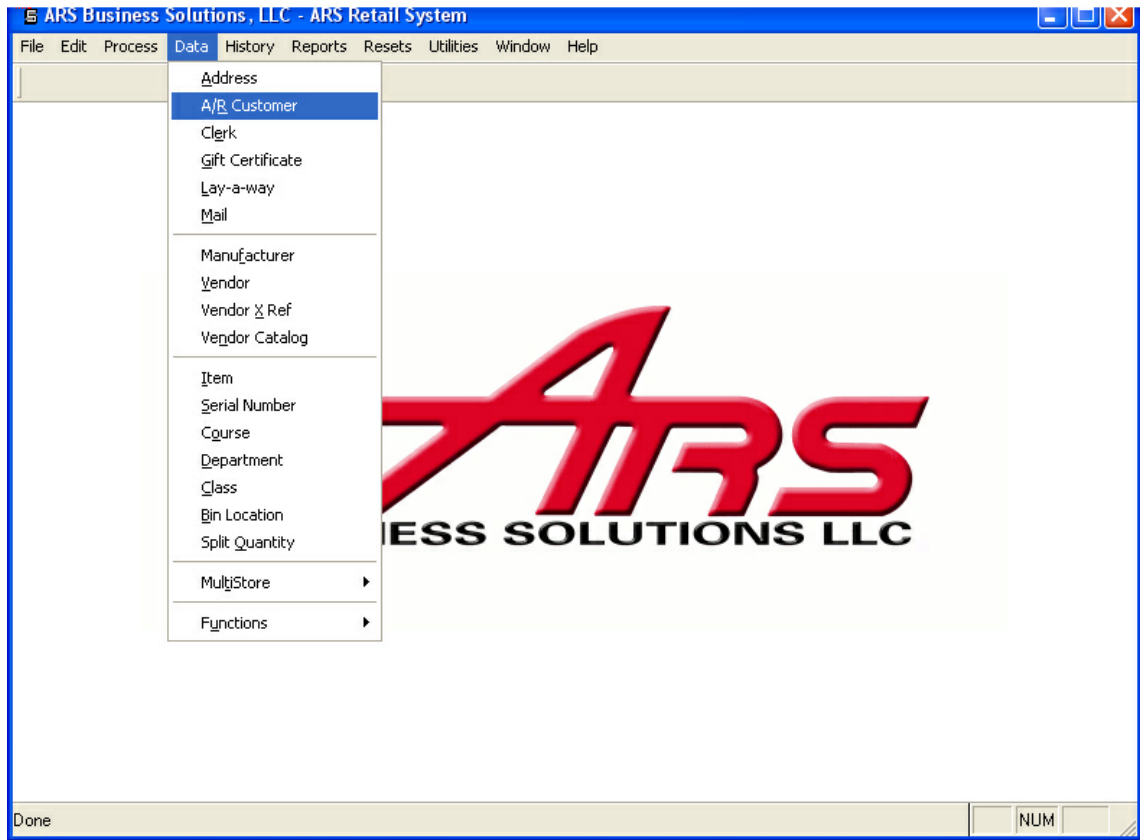 ARS Business Solutions, LLC - ARS Retail System
File Edit Process Data History Reports Resets Utilities Window Help
Address
A/R Customer
Clerk
Gift Certificate
Lay-a-way
Mail
Manufacturer
Vendor
Vendor X Ref
Vendor Catalog
Item
Serial Number
Course
Department
Class
Bin Location
Split Quantity
MultiStore
Functions
ARS
ESS SOLUTIONS LLC
Done NUM